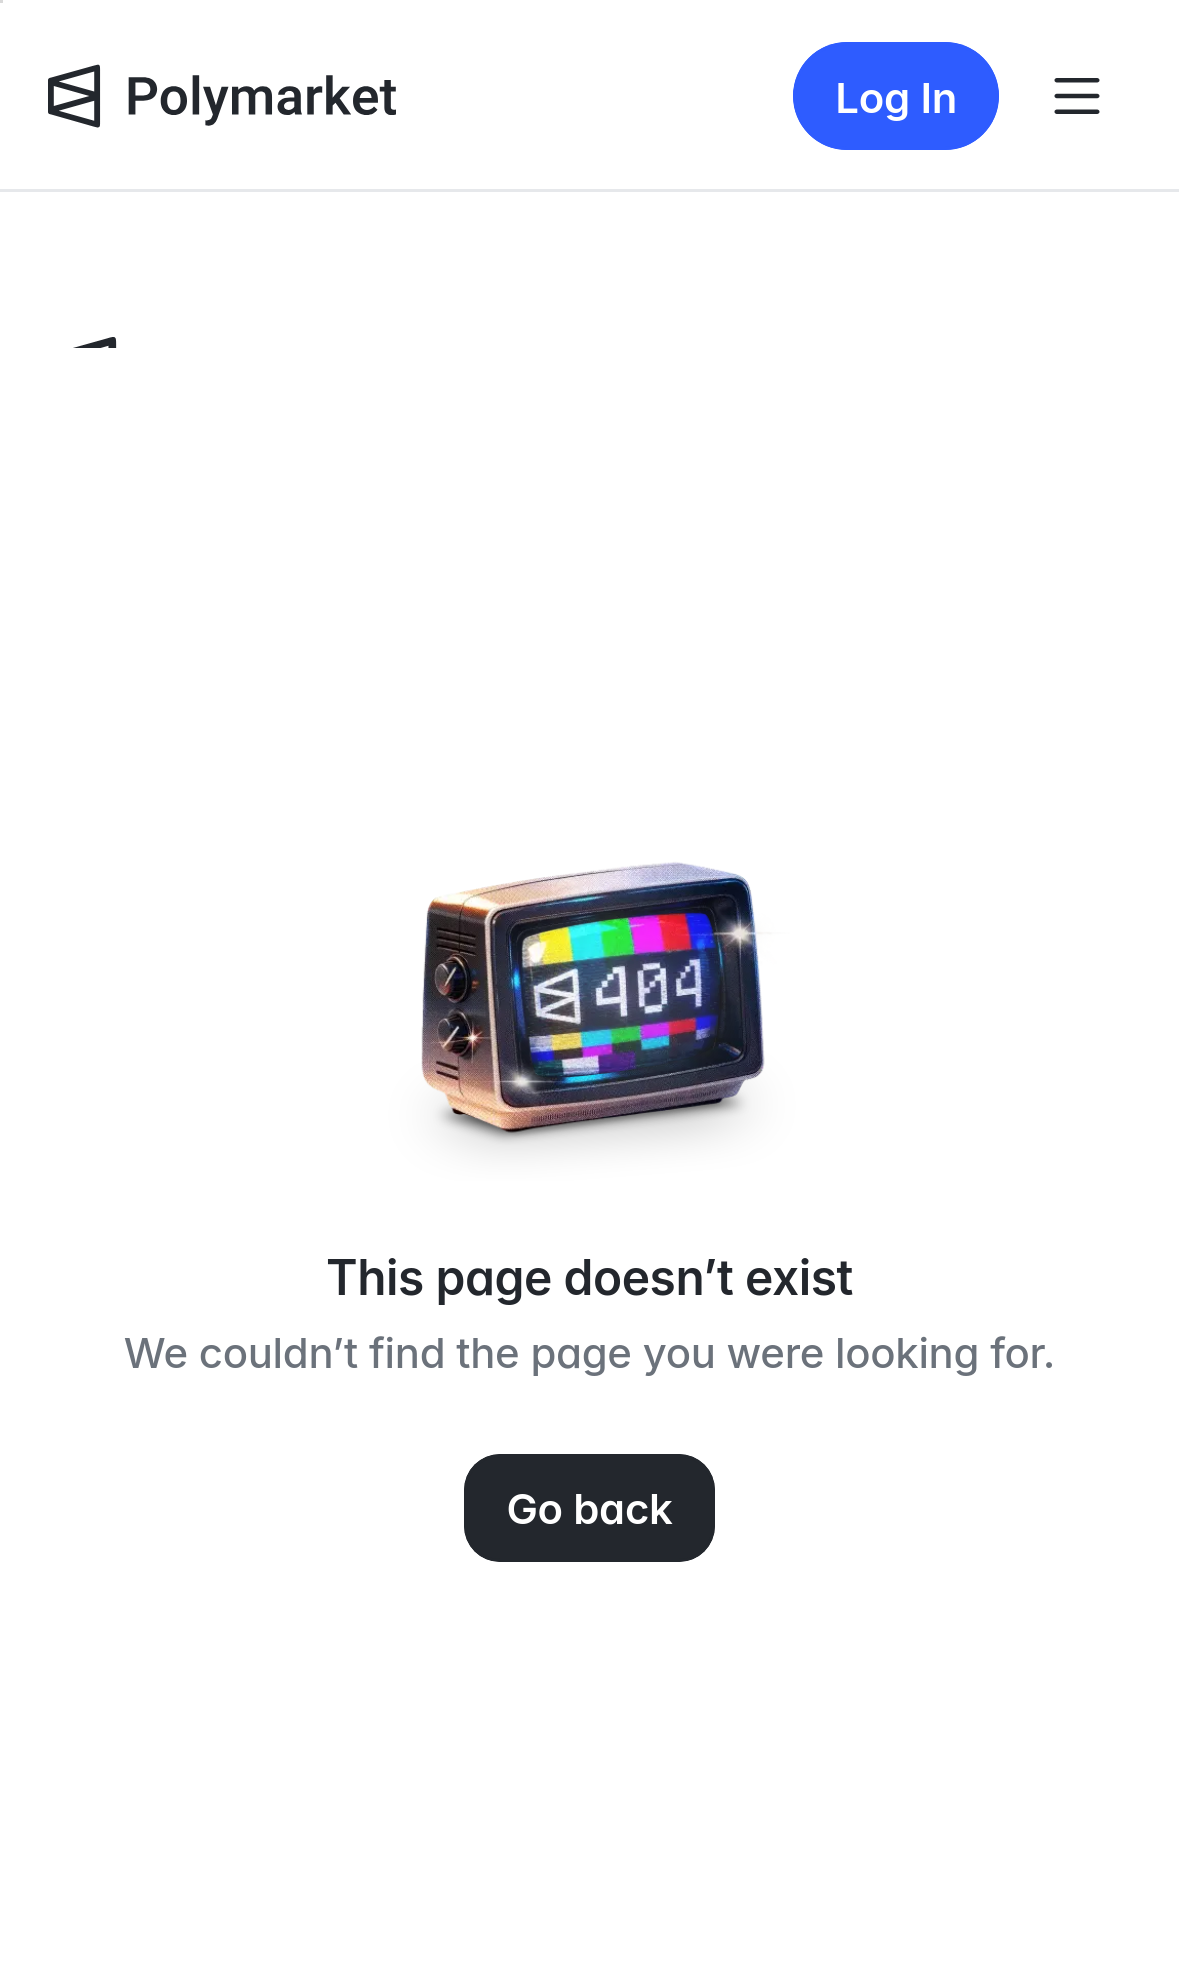 Polymarket
Log In
404
This page doesn’t exist
We couldn’t find the page you were looking for.
Go back